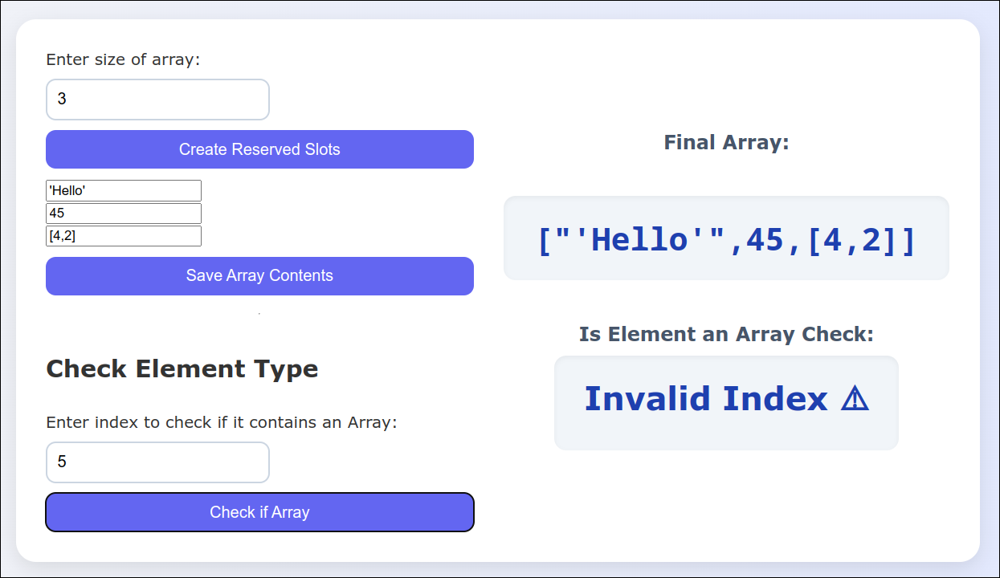 Enter size of array:
3
Create Reserved Slots
'Hello'
45
[4,2]
Save Array Contents
.
Check Element Type
Enter index to check if it contains an Array:
5
Check if Array
Final Array:
["'Hello'",45,[4,2]]
Is Element an Array Check:
Invalid Index ⚠